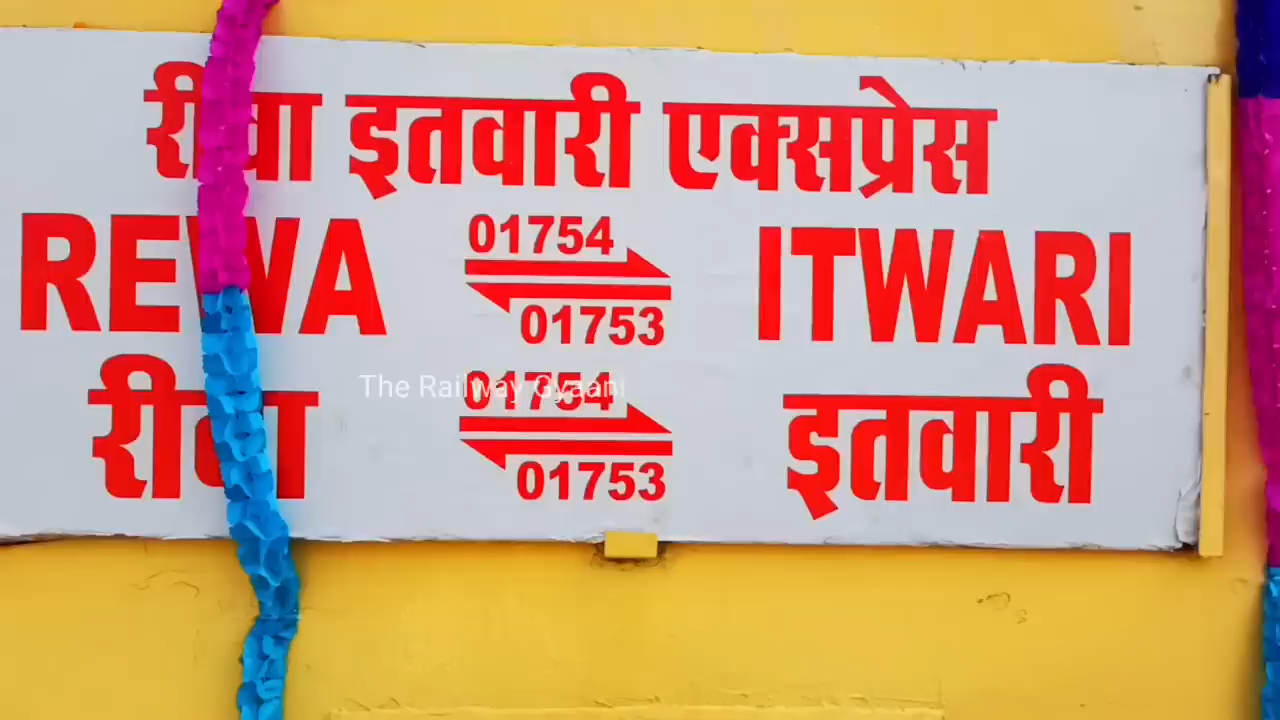 रीवा इतवारी एक्सप्रेस
REWA 01754 ITWARI
01753
The Railway Gyaani
रीवा 01754 इतवारी
01753